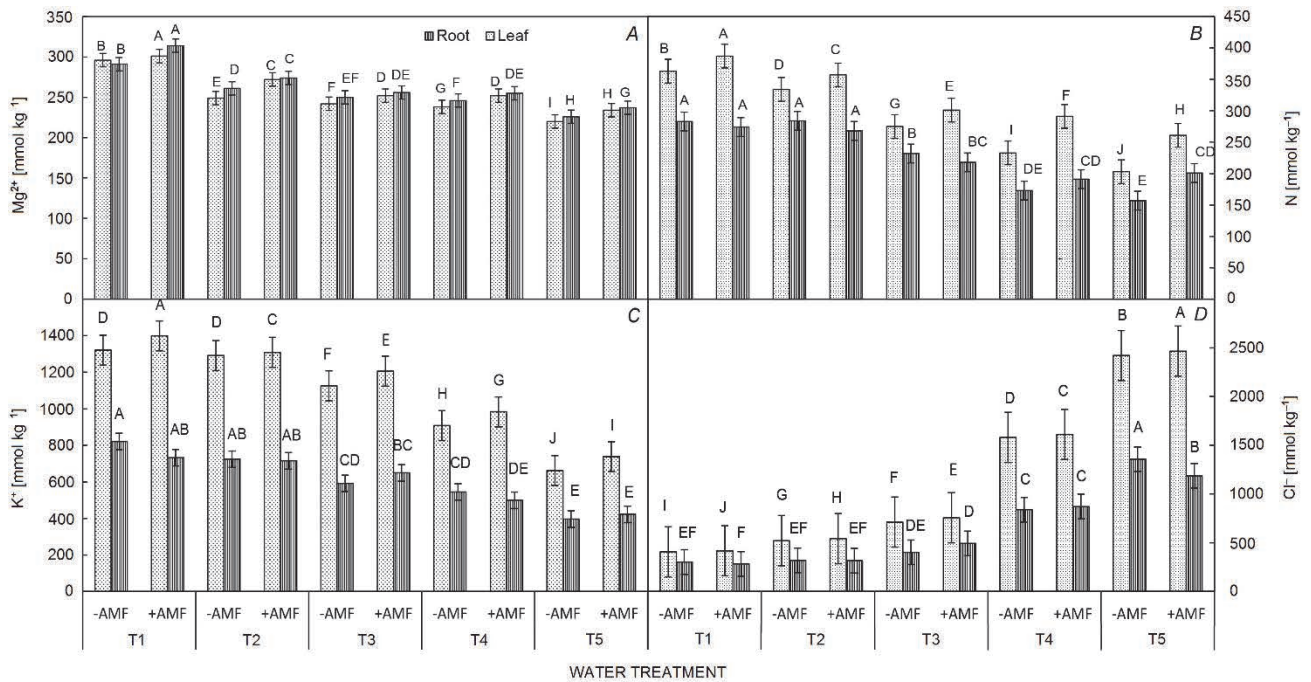 Root Leaf
A
Mg²⁺ [mmol kg⁻¹]
350
300
250
200
150
100
50
0
B B A A
E D C C
F EF D DE
G F D DE
I H H G
B
N [mmol kg⁻¹]
450
400
350
300
250
200
150
100
50
0
B A A A
D A C A
G B E BC
I DE F CD
J E H CD
C
K⁺ [mmol kg⁻¹]
1400
1200
1000
800
600
400
200
0
D A A AB
D AB C AB
F CD E BC
H CD G DE
J E I E
D
Cl⁻ [mmol kg⁻¹]
2500
2000
1500
1000
500
0
I EF J F
G EF H EF
F DE E D
D C C C
B A A B
-AMF +AMF -AMF +AMF -AMF +AMF -AMF +AMF -AMF +AMF -AMF +AMF -AMF +AMF -AMF +AMF -AMF +AMF -AMF +AMF
T1 T2 T3 T4 T5 T1 T2 T3 T4 T5
WATER TREATMENT